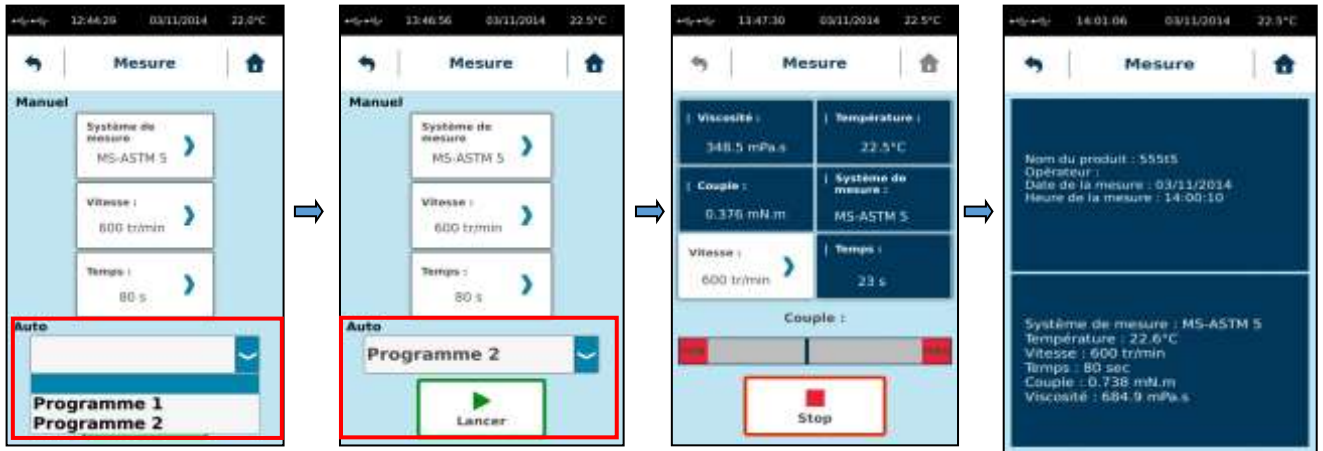 12:44:29 03/11/2014 22.0°C
Mesure
Manuel
Système de
mesure
MS-ASTM 5
Vitesse :
600 tr/min
Temps :
80 s
Auto
Programme 1
Programme 2
13:46:56 03/11/2014 22.5°C
Mesure
Manuel
Système de
mesure
MS-ASTM 5
Vitesse :
600 tr/min
Temps :
80 s
Auto
Programme 2
Lancer
13:47:30 03/11/2014 22.5°C
Mesure
| Viscosité :
348.5 mPa.s
| Température :
22.5°C
| Couple :
0.376 mN.m
| Système de
mesure :
MS-ASTM 5
Vitesse :
600 tr/min
| Temps :
23 s
Couple :
Stop
14:01:06 03/11/2014 22.5°C
Mesure
Nom du produit : 555t5
Opérateur :
Date de la mesure : 03/11/2014
Heure de la mesure : 14:00:10
Système de mesure : MS-ASTM 5
Température : 22.6°C
Vitesse : 600 tr/min
Temps : 80 sec
Couple : 0.738 mN.m
Viscosité : 684.9 mPa.s